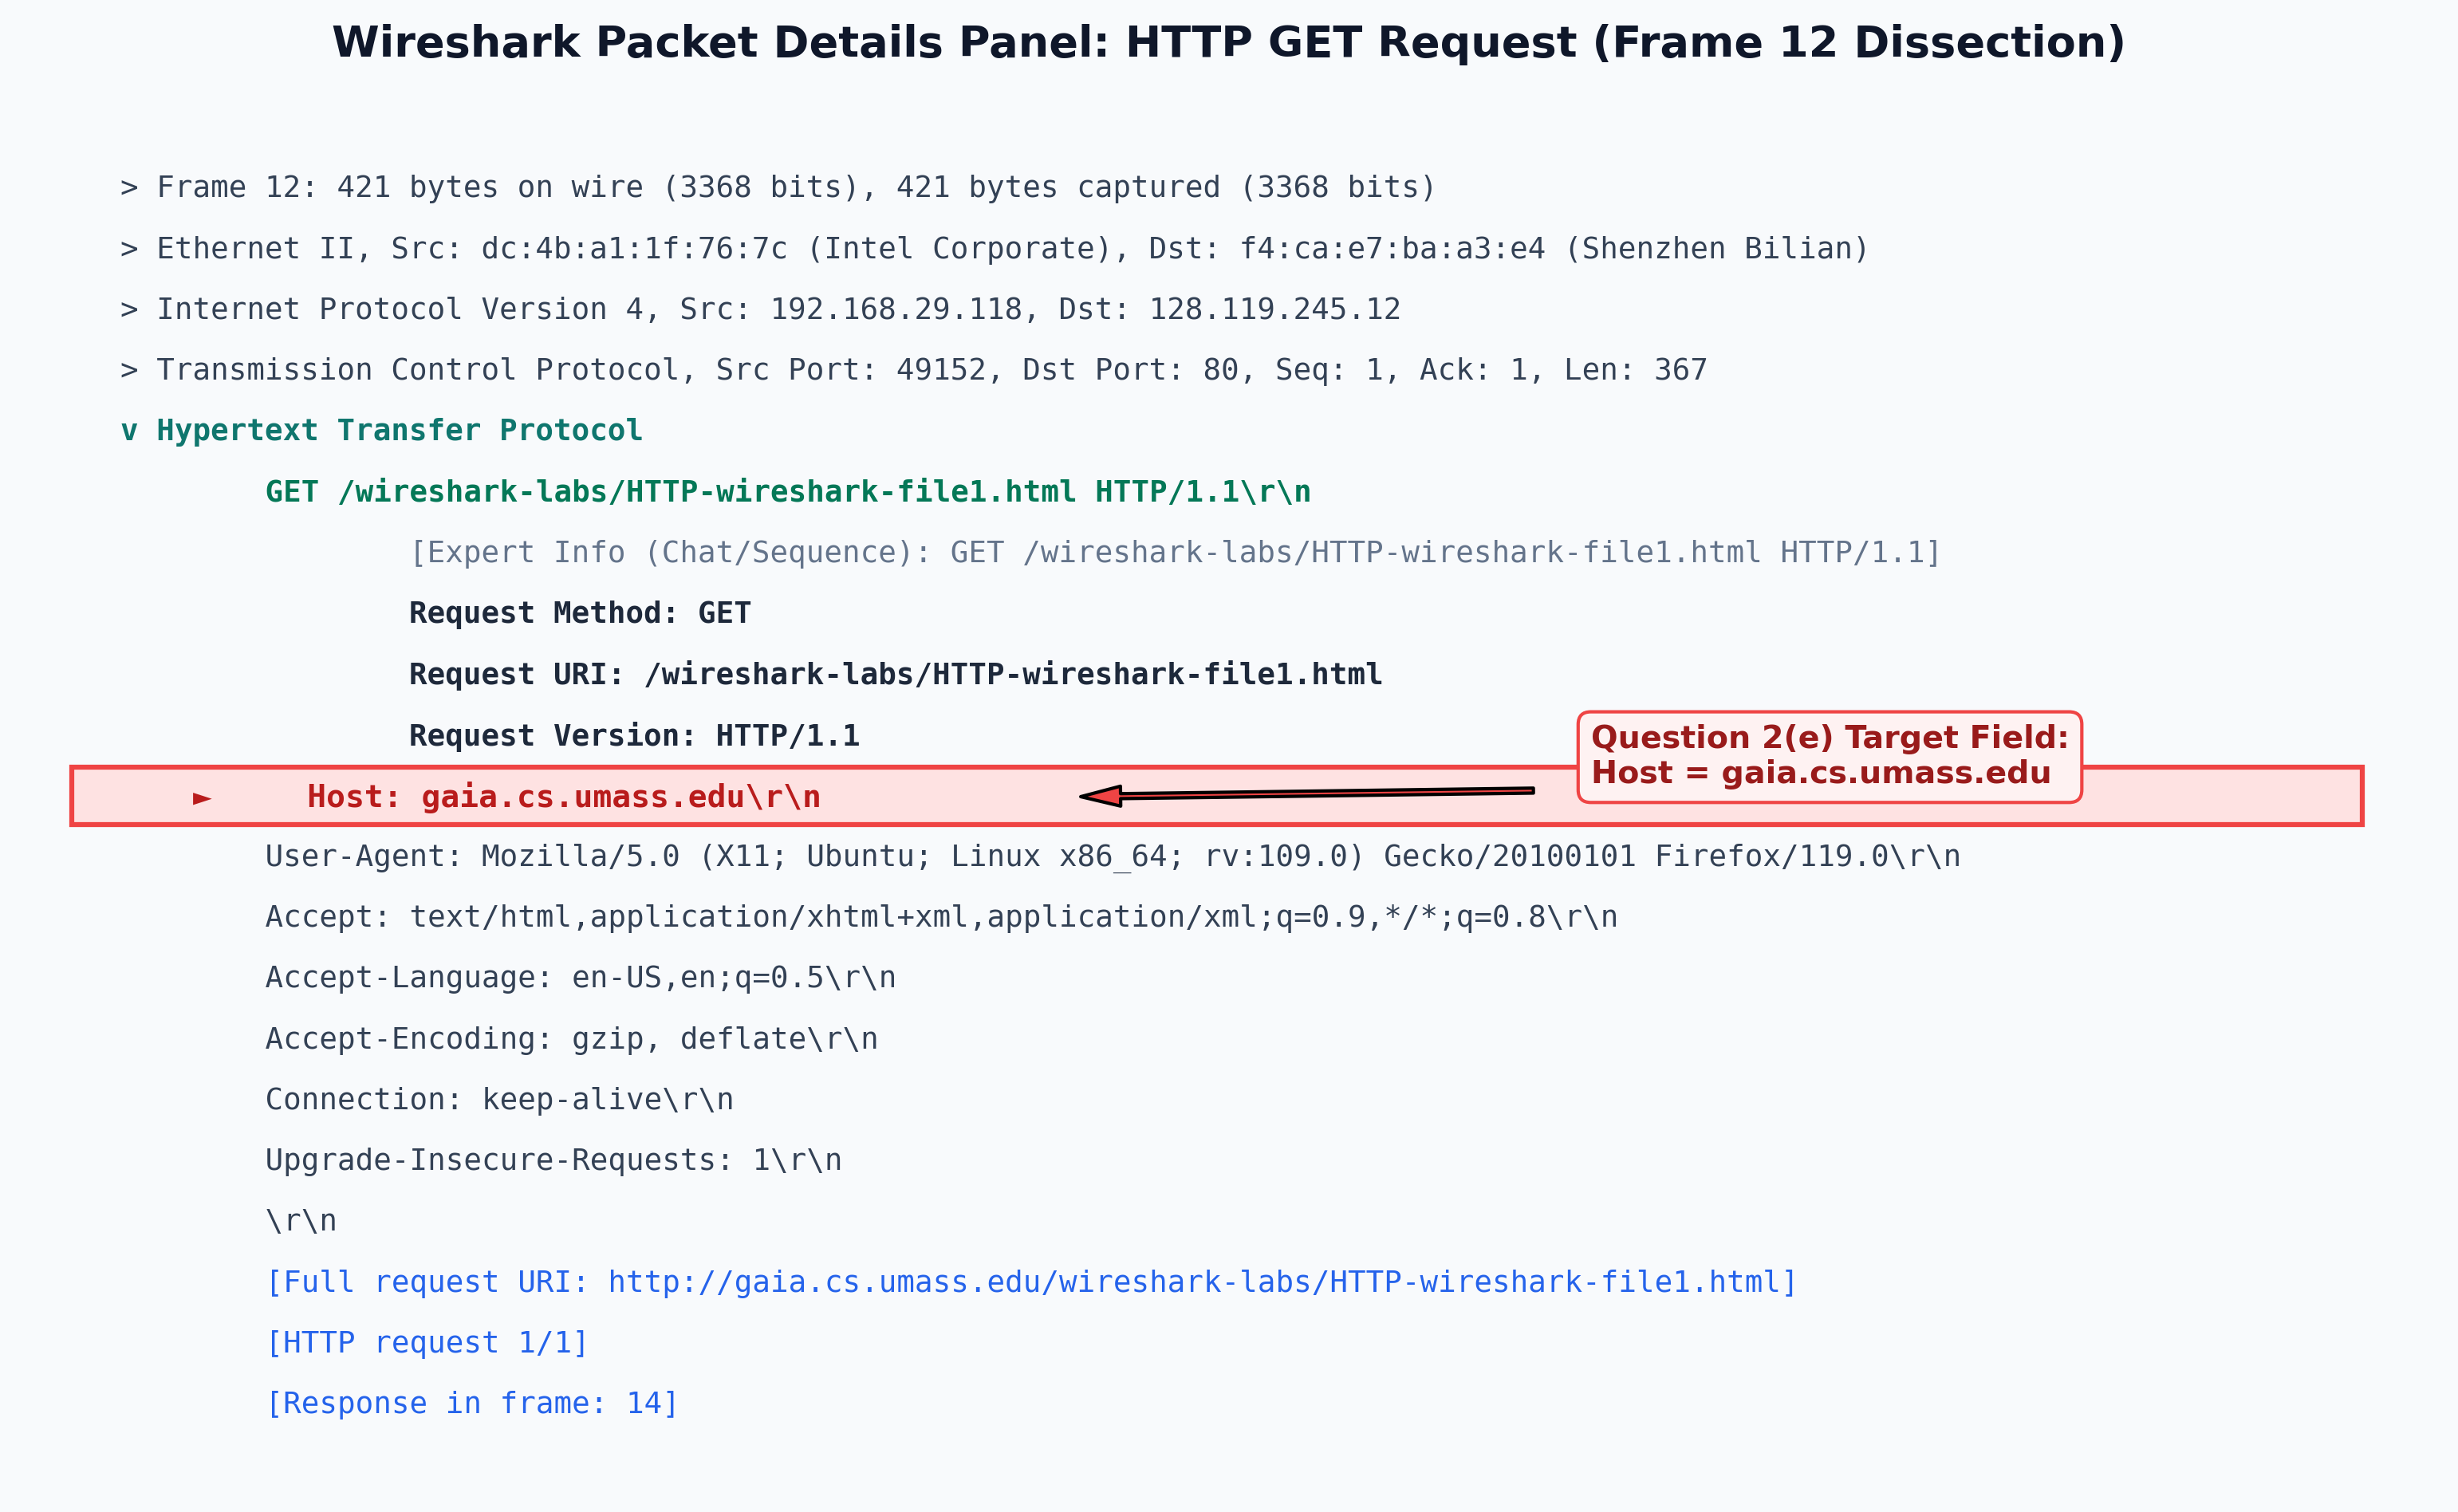 Wireshark Packet Details Panel: HTTP GET Request (Frame 12 Dissection)
> Frame 12: 421 bytes on wire (3368 bits), 421 bytes captured (3368 bits)
> Ethernet II, Src: dc:4b:a1:1f:76:7c (Intel Corporate), Dst: f4:ca:e7:ba:a3:e4 (Shenzhen Bilian)
> Internet Protocol Version 4, Src: 192.168.29.118, Dst: 128.119.245.12
> Transmission Control Protocol, Src Port: 49152, Dst Port: 80, Seq: 1, Ack: 1, Len: 367
v Hypertext Transfer Protocol
GET /wireshark-labs/HTTP-wireshark-file1.html HTTP/1.1\r\n
[Expert Info (Chat/Sequence): GET /wireshark-labs/HTTP-wireshark-file1.html HTTP/1.1]
Request Method: GET
Request URI: /wireshark-labs/HTTP-wireshark-file1.html
Request Version: HTTP/1.1
Question 2(e) Target Field:
Host = gaia.cs.umass.edu
► Host: gaia.cs.umass.edu\r\n
User-Agent: Mozilla/5.0 (X11; Ubuntu; Linux x86_64; rv:109.0) Gecko/20100101 Firefox/119.0\r\n
Accept: text/html,application/xhtml+xml,application/xml;q=0.9,*/*;q=0.8\r\n
Accept-Language: en-US,en;q=0.5\r\n
Accept-Encoding: gzip, deflate\r\n
Connection: keep-alive\r\n
Upgrade-Insecure-Requests: 1\r\n
\r\n
[Full request URI: http://gaia.cs.umass.edu/wireshark-labs/HTTP-wireshark-file1.html]
[HTTP request 1/1]
[Response in frame: 14]